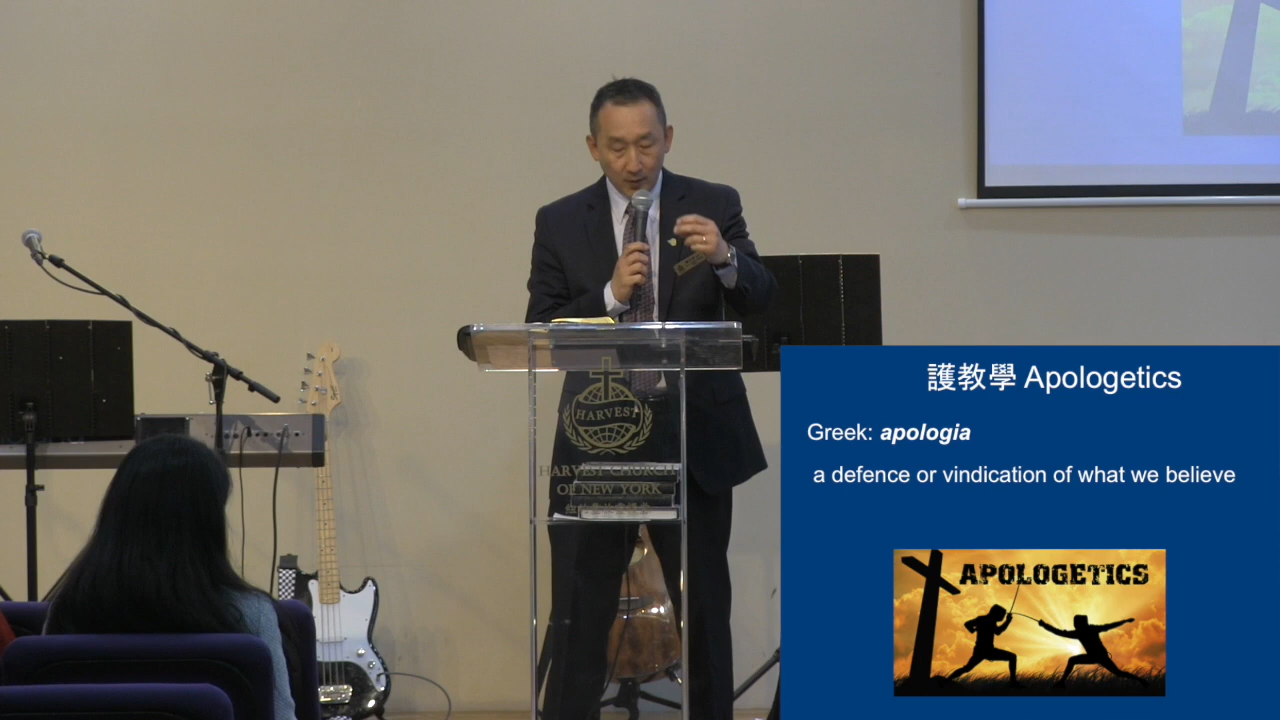 HARVEST
HARVEST CHURCH
OF NEW YORK
護教學 Apologetics
Greek: apologia
a defence or vindication of what we believe
APOLOGETICS